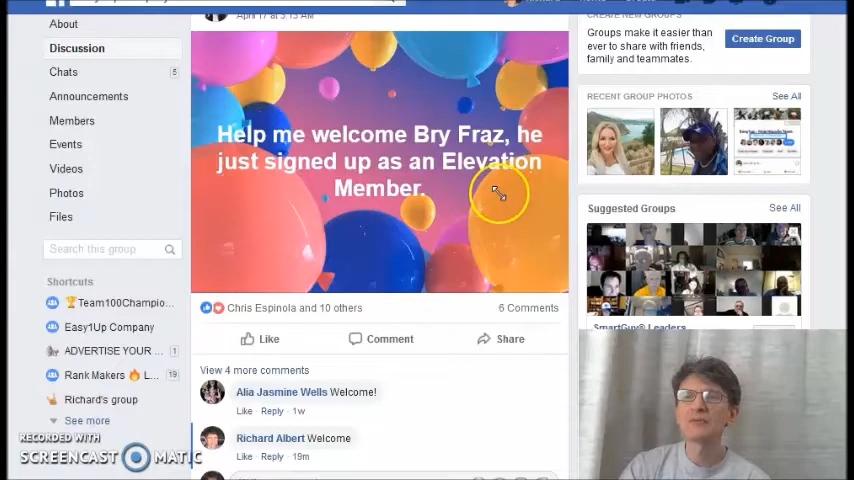 About
Discussion
Chats 5
Announcements
Members
Events
Videos
Photos
Files
Search this group
Shortcuts
🏆Team100Champio...
Easy1Up Company
ADVERTISE YOUR ... 1
Rank Makers 🔥 L... 19
Richard's group
See more
RECORDED WITH
SCREENCAST MATIC
April 17 at
Help me welcome Bry Fraz, he
just signed up as an Elevation
Member.
Chris Espinola and 10 others 6 Comments
Like Comment Share
View 4 more comments
Alia Jasmine Wells Welcome!
Like · Reply · 1w
Richard Albert Welcome
Like · Reply · 19m
CREATE NEW GROUPS
Groups make it easier than
ever to share with friends,
family and teammates.
Create Group
RECENT GROUP PHOTOS See All
Suggested Groups See All
SmartGuy® Leaders